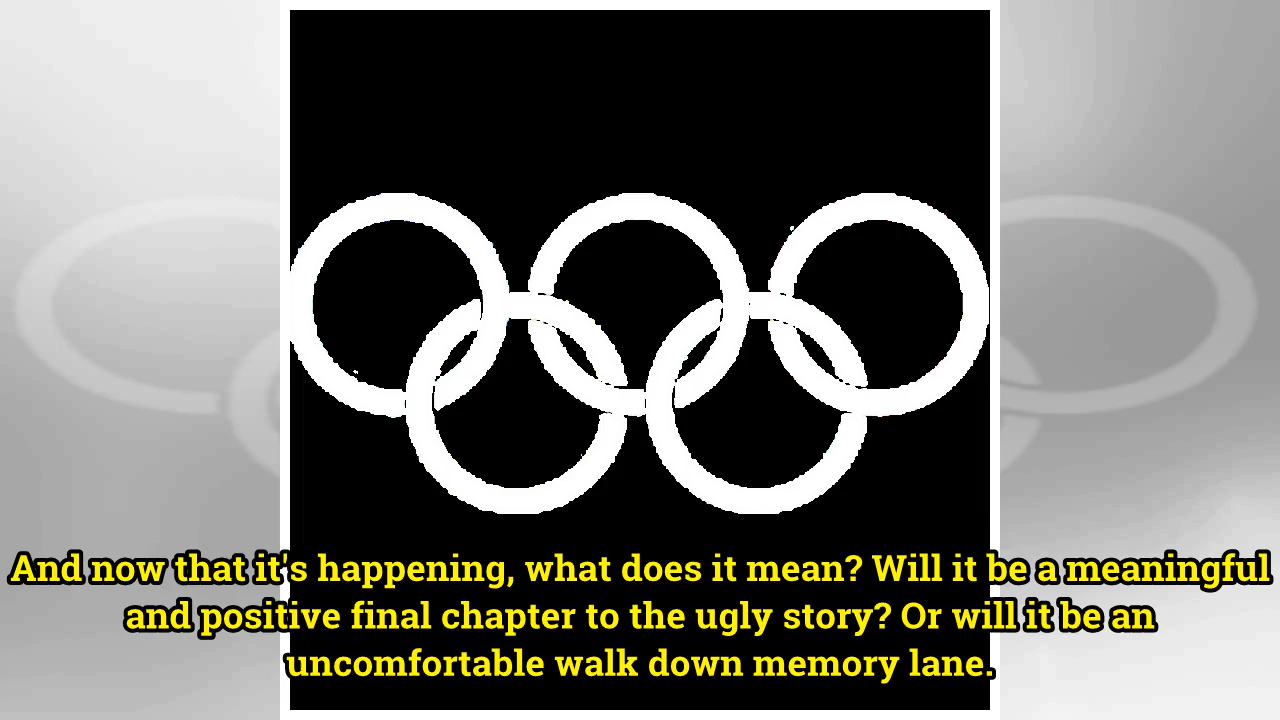 And now that it's happening, what does it mean? Will it be a meaningful
and positive final chapter to the ugly story? Or will it be an
uncomfortable walk down memory lane.